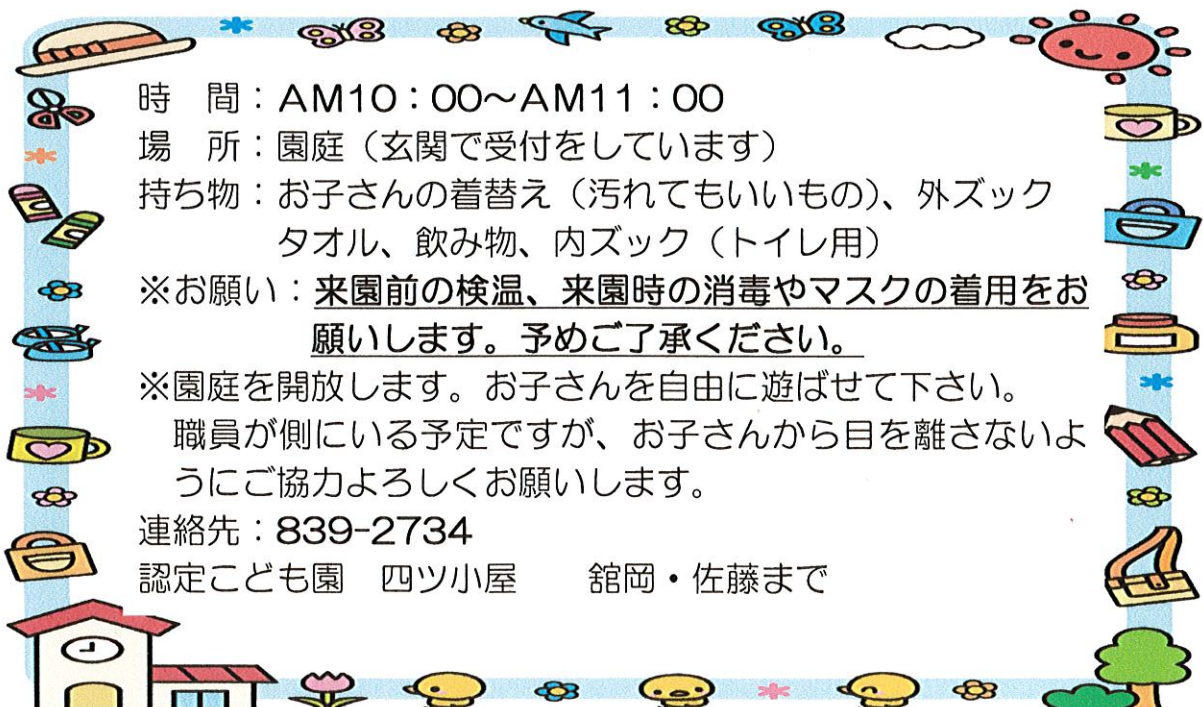 時　間：AM10：00～AM11：00
場　所：園庭（玄関で受付をしています）
持ち物：お子さんの着替え（汚れてもいいもの）、外ズック
タオル、飲み物、内ズック（トイレ用）
※お願い：来園前の検温、来園時の消毒やマスクの着用をお
願いします。予めご了承ください。
※園庭を開放します。お子さんを自由に遊ばせて下さい。
職員が側にいる予定ですが、お子さんから目を離さないよ
うにご協力よろしくお願いします。
連絡先：839-2734
認定こども園　四ツ小屋　　舘岡・佐藤まで